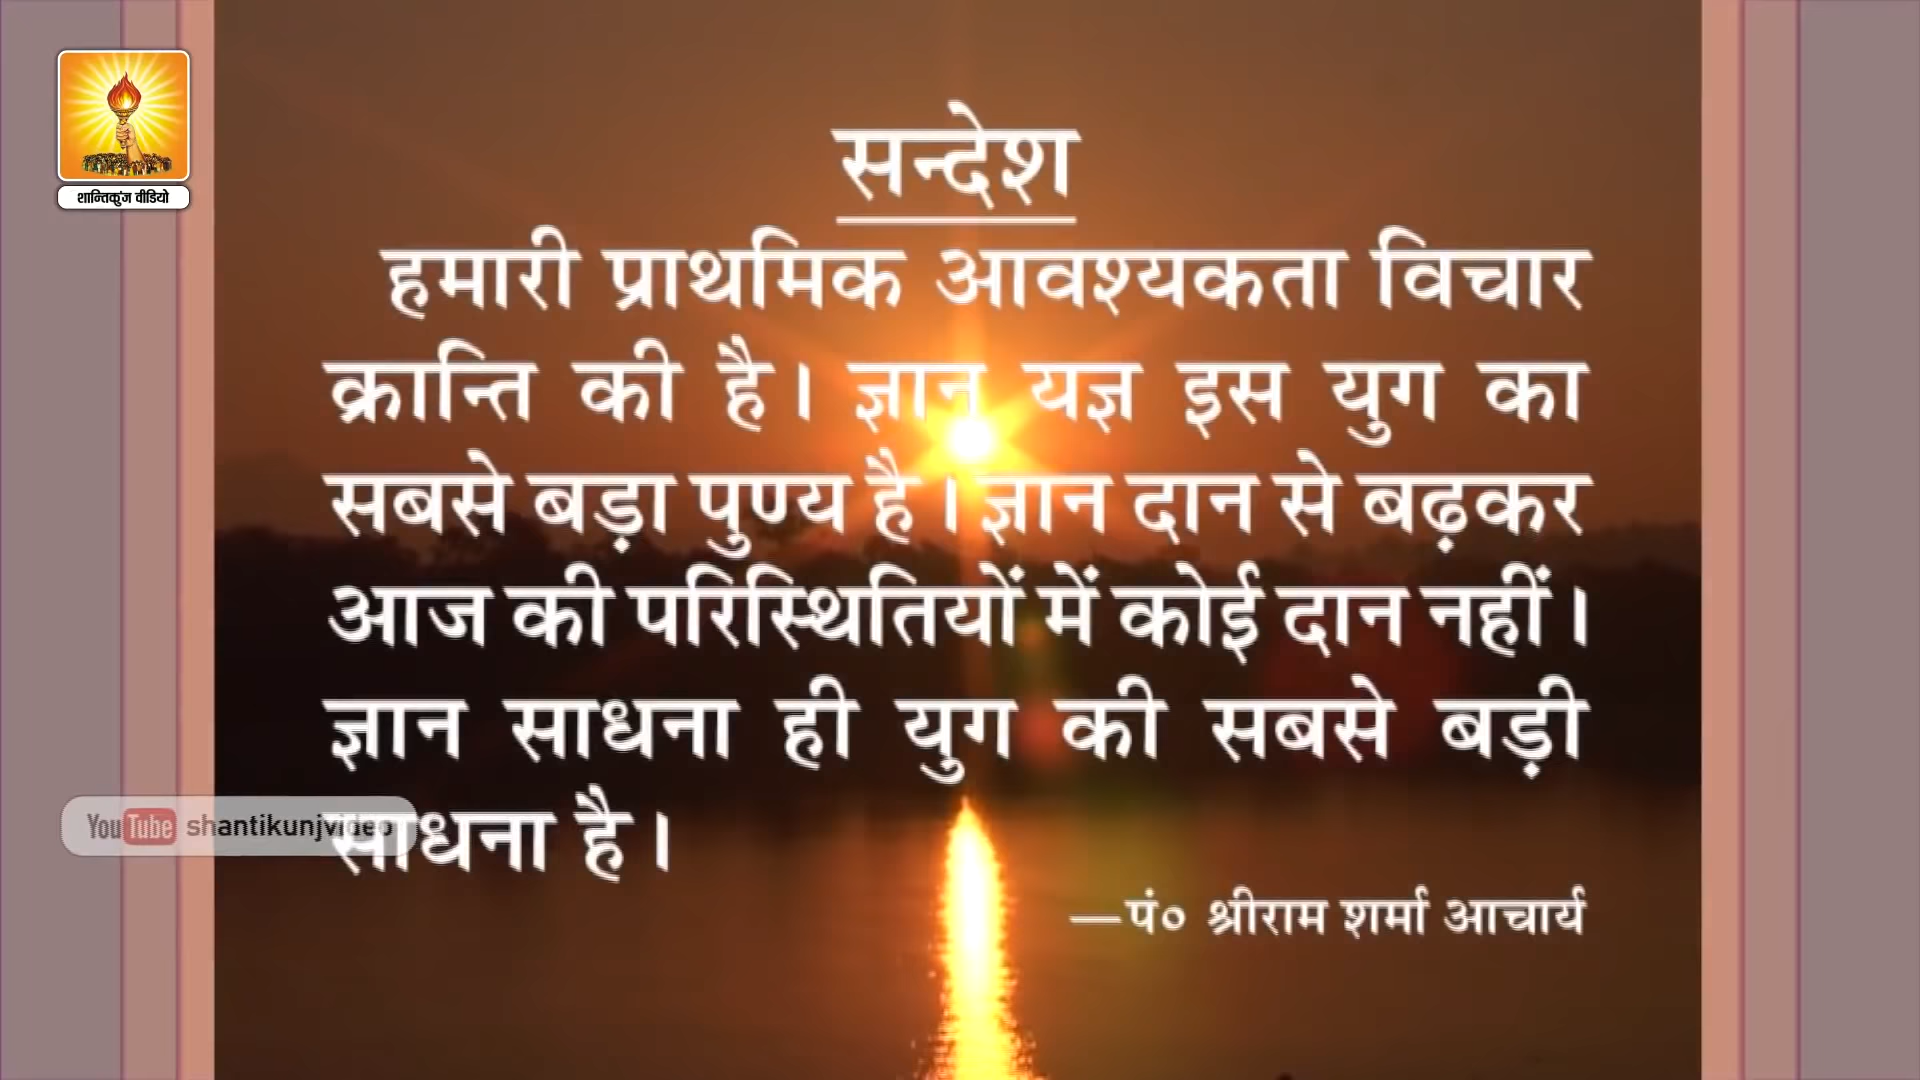 शान्तिकुंज वीडियो
सन्देश
हमारी प्राथमिक आवश्यकता विचार
क्रान्ति की है। ज्ञान यज्ञ इस युग का
सबसे बड़ा पुण्य है। ज्ञान दान से बढ़कर
आज की परिस्थितियों में कोई दान नहीं।
ज्ञान साधना ही युग की सबसे बड़ी
साधना है।
YouTube shantikunjvideo
—पं० श्रीराम शर्मा आचार्य